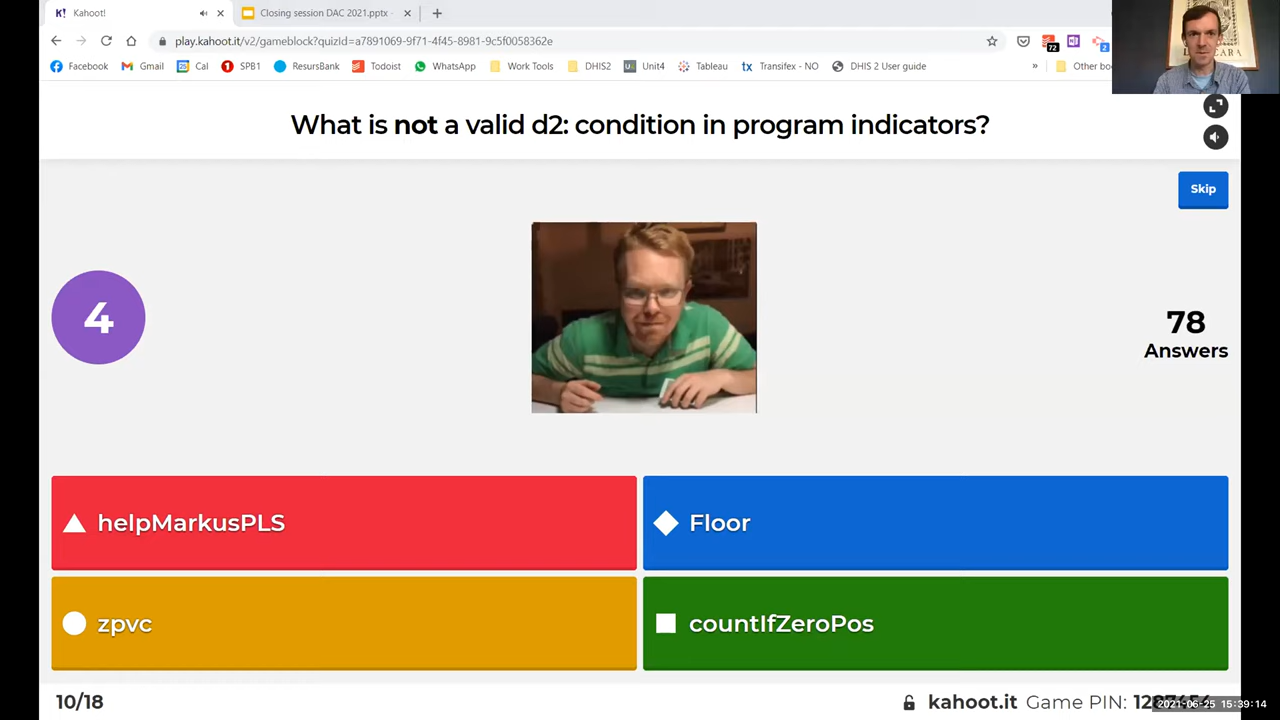 Kahoot!
Closing session DAC 2021.pptx
play.kahoot.it/v2/gameblock?quizId=a7891069-9f71-4f45-8981-9c5f0058362e
72
2
Facebook
Gmail
Cal
SPB1
ResursBank
Todoist
WhatsApp
Work Tools
DHIS2
Unit4
Tableau
Transifex - NO
DHIS 2 User guide
»
Other bo
What is not a valid d2: condition in program indicators?
Skip
4
78
Answers
helpMarkusPLS
Floor
zpvc
countIfZeroPos
10/18
kahoot.it Game PIN:
2021-06-25 15:39:14